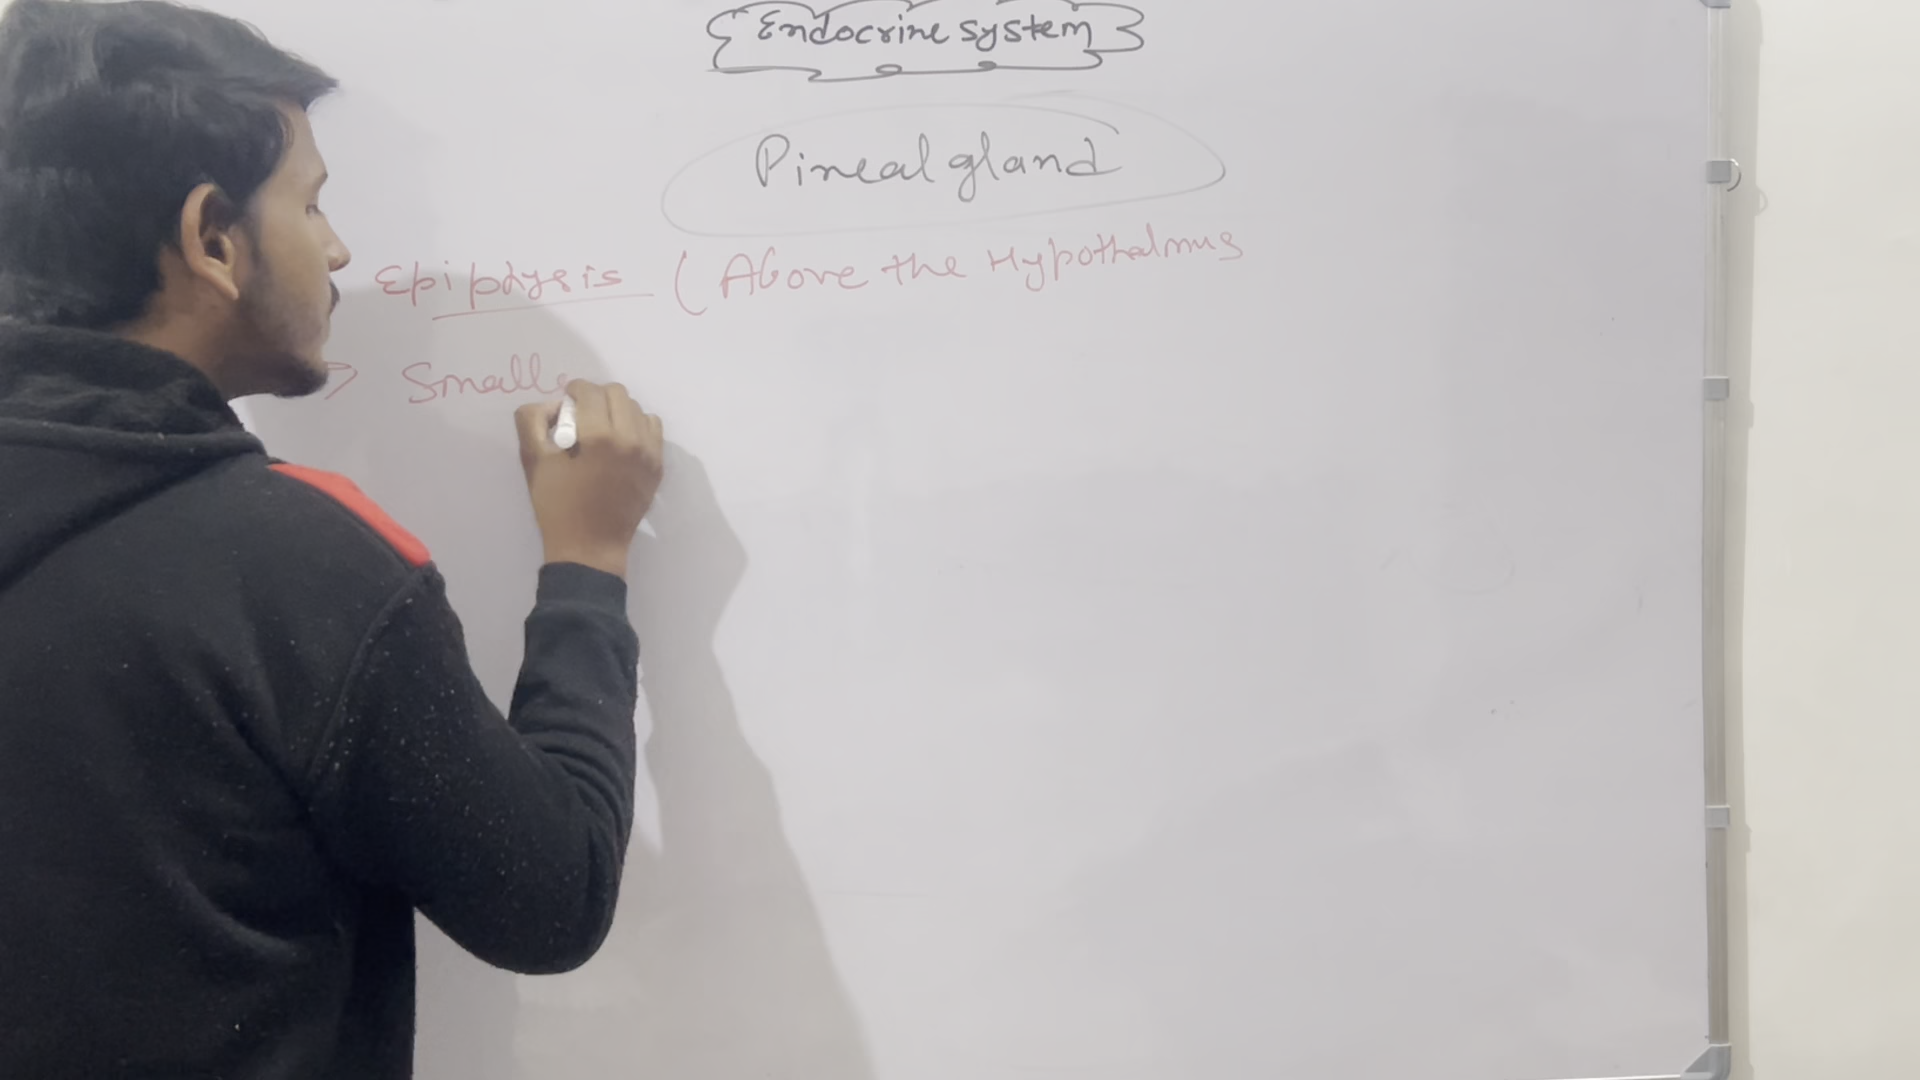 Endocrine system
Pineal gland
Epiphysis (Above the Hypothalmus
→ Smalle